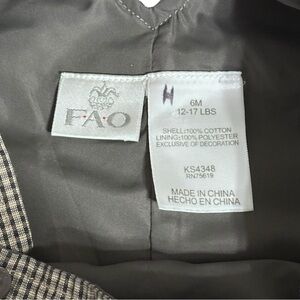 F·A·O
6M
12-17 LBS
SHELL:100% COTTON
LINING:100% POLYESTER
EXCLUSIVE OF DECORATION
KS4348
RN75619
MADE IN CHINA
HECHO EN CHINA